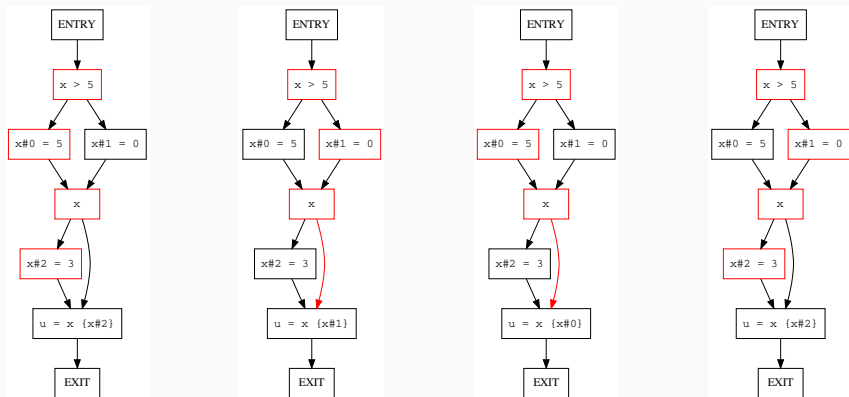 ENTRY
x > 5
x#0 = 5
x#1 = 0
x
x#2 = 3
u = x {x#2}
EXIT
ENTRY
x > 5
x#0 = 5
x#1 = 0
x
x#2 = 3
u = x {x#1}
EXIT
ENTRY
x > 5
x#0 = 5
x#1 = 0
x
x#2 = 3
u = x {x#0}
EXIT
ENTRY
x > 5
x#0 = 5
x#1 = 0
x
x#2 = 3
u = x {x#2}
EXIT